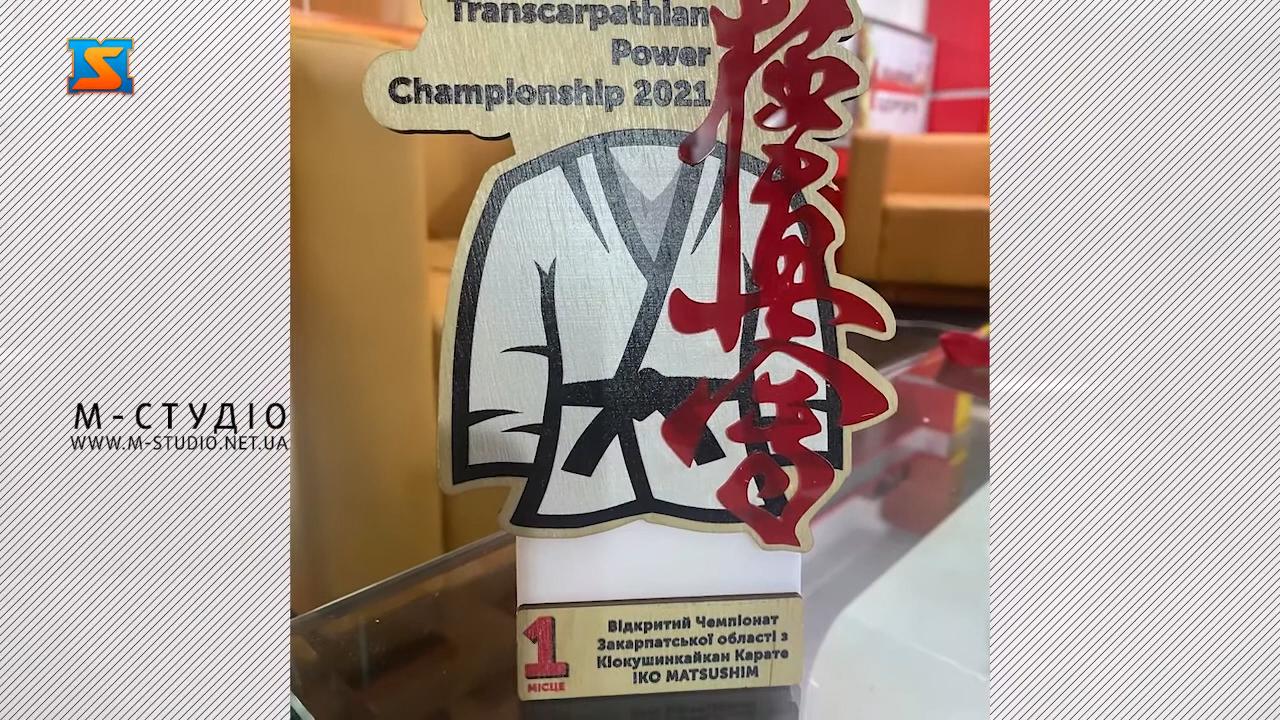 Transcarpathian
Power
Championship 2021
極真會
М-СТУДІО
WWW.M-STUDIO.NET.UA
1
МІСЦЕ
Відкритий Чемпіонат
Закарпатської області з
Кіокушинкайкан Карате
ІКО MATSUSHIM